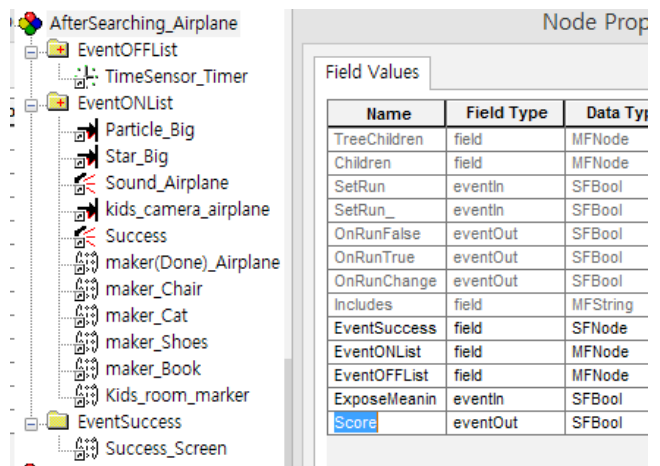 AfterSearching_Airplane
EventOFFList
TimeSensor_Timer
EventONList
Particle_Big
Star_Big
Sound_Airplane
kids_camera_airplane
Success
maker(Done)_Airplane
maker_Chair
maker_Cat
maker_Shoes
maker_Book
Kids_room_marker
EventSuccess
Success_Screen
Node Prop
Field Values
Name Field Type Data Typ
TreeChildren field MFNode
Children field MFNode
SetRun eventIn SFBool
SetRun_ eventIn SFBool
OnRunFalse eventOut SFBool
OnRunTrue eventOut SFBool
OnRunChange eventOut SFBool
Includes field MFString
EventSuccess field SFNode
EventONList field MFNode
EventOFFList field MFNode
ExposeMeanin eventIn SFBool
Score eventOut SFBool